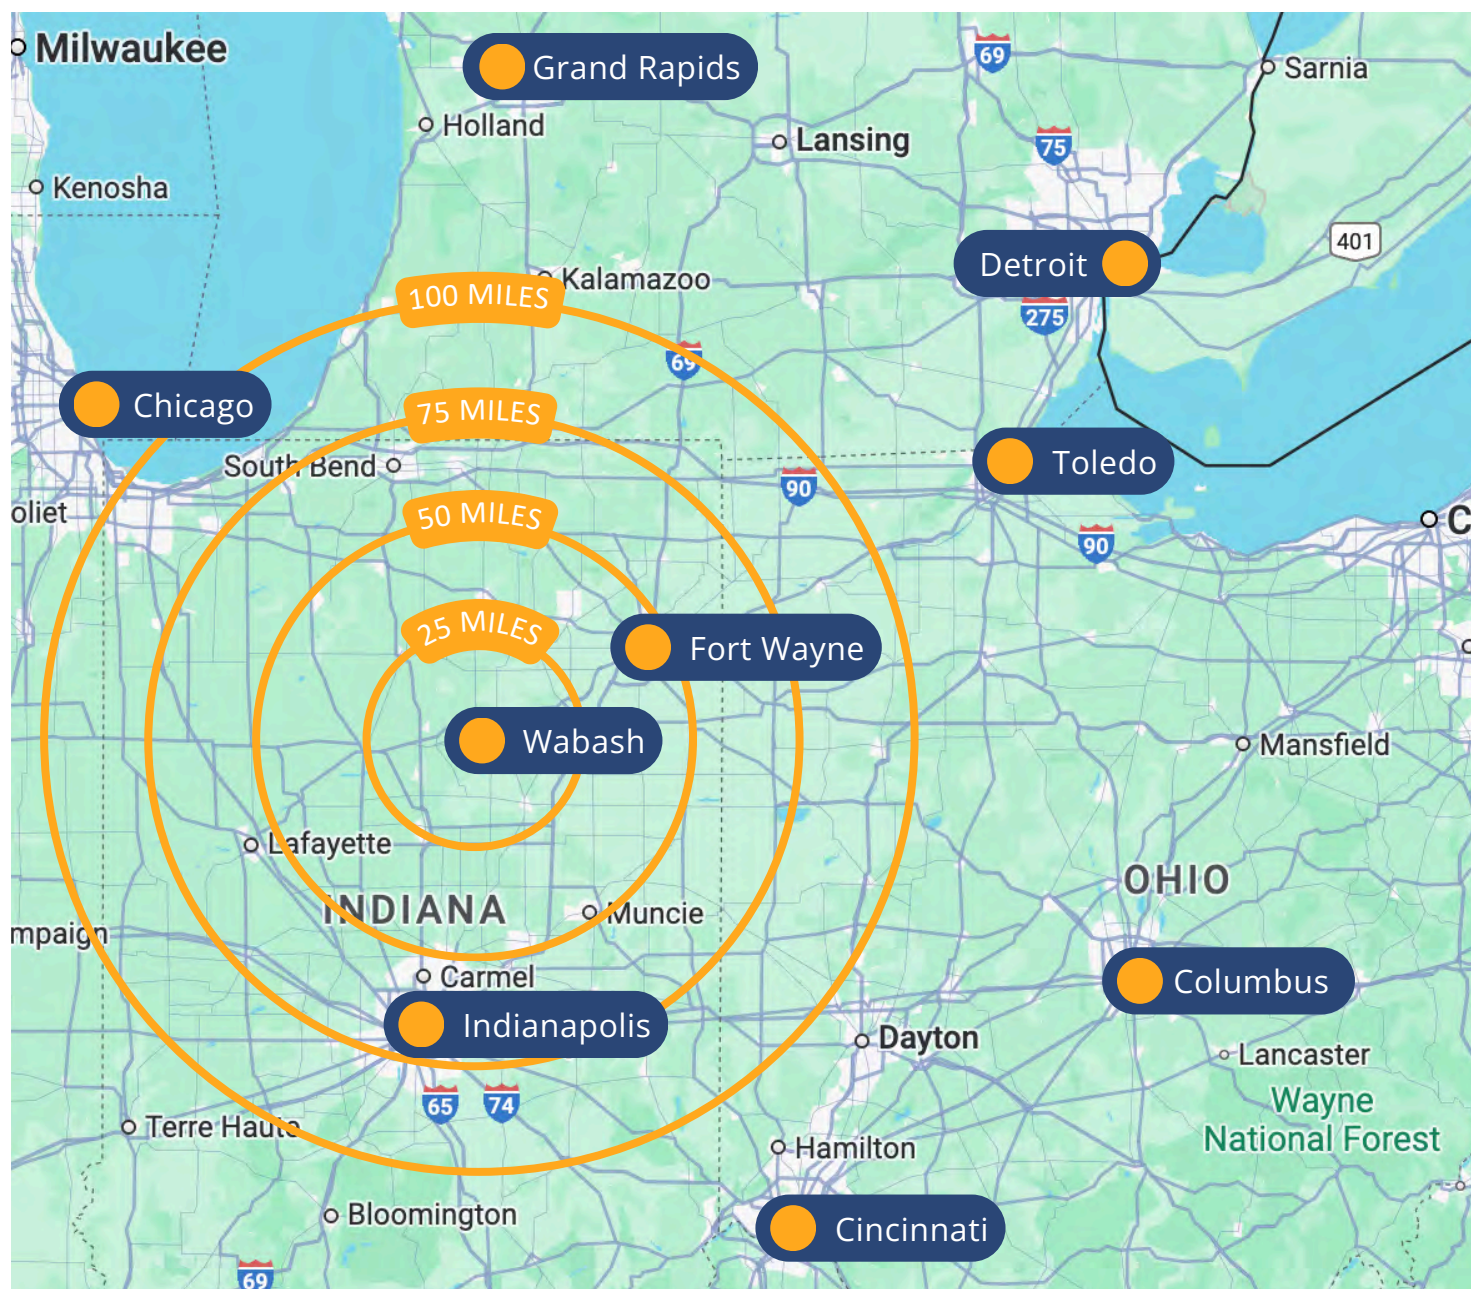 Milwaukee
Grand Rapids
69
Sarnia
Holland
Lansing
75
Kenosha
401
Detroit
Kalamazoo
100 MILES
275
69
Chicago
75 MILES
South Bend
Toledo
90
oliet
50 MILES
C
90
25 MILES
Fort Wayne
Wabash
Mansfield
Lafayette
OHIO
INDIANA
Muncie
mpaign
Carmel
Columbus
Indianapolis
Dayton
Lancaster
65
74
Wayne
National Forest
Terre Haute
Hamilton
Bloomington
Cincinnati
69